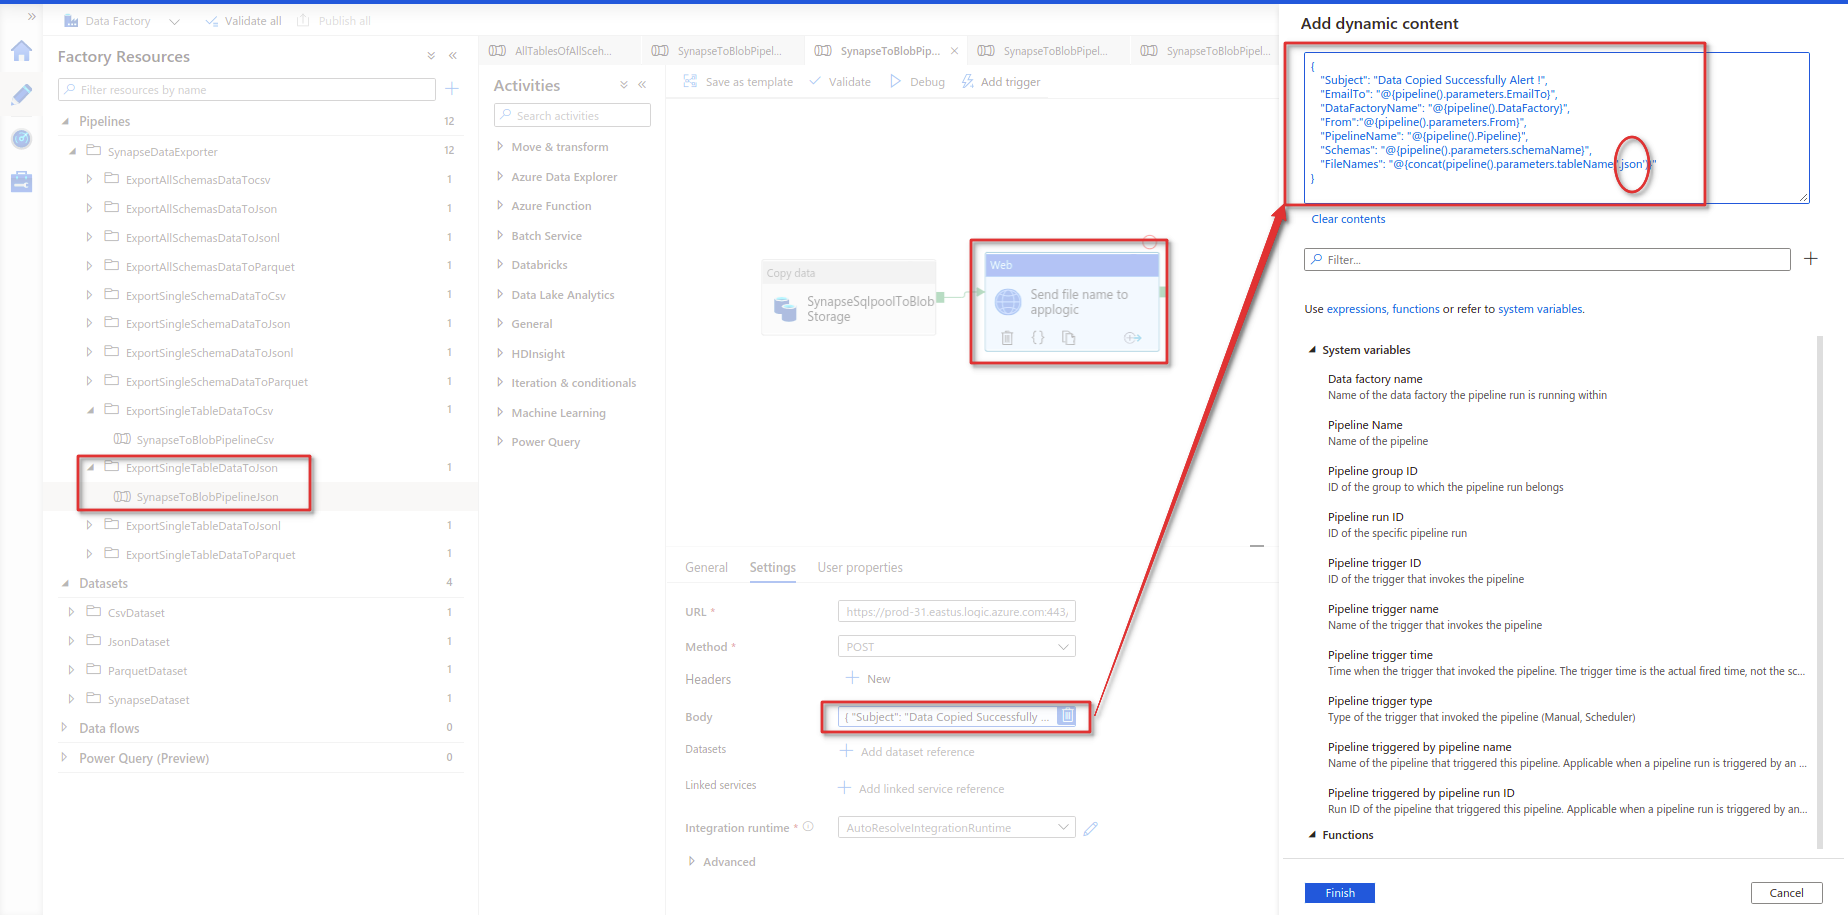 Data Factory
Validate all
Publish all
Factory Resources
Filter resources by name
Pipelines 12
SynapseDataExporter 12
ExportAllSchemasDataTocsv 1
ExportAllSchemasDataToJson 1
ExportAllSchemasDataToJsonl 1
ExportAllSchemasDataToParquet 1
ExportSingleSchemaDataToCsv 1
ExportSingleSchemaDataToJson 1
ExportSingleSchemaDataToJsonl 1
ExportSingleSchemaDataToParquet 1
ExportSingleTableDataToCsv 1
SynapseToBlobPipelineCsv
ExportSingleTableDataToJson 1
SynapseToBlobPipelineJson
ExportSingleTableDataToJsonl 1
ExportSingleTableDataToParquet 1
Datasets 4
CsvDataset 1
JsonDataset 1
ParquetDataset 1
SynapseDataset 1
Data flows 0
Power Query (Preview) 0
AllTablesOfAllSceh...
SynapseToBlobPipel...
SynapseToBlobPip...
SynapseToBlobPipel...
SynapseToBlobPipel...
Activities
Search activities
Move & transform
Azure Data Explorer
Azure Function
Batch Service
Databricks
Data Lake Analytics
General
HDInsight
Iteration & conditionals
Machine Learning
Power Query
Save as template
Validate
Debug
Add trigger
Copy data
SynapseSqlpoolToBlob
Storage
Web
Send file name to
applogic
{}
General
Settings
User properties
URL *
https://prod-31.eastus.logic.azure.com:443/
Method *
POST
Headers
New
Body
{ "Subject": "Data Copied Successfully ...
Datasets
Add dataset reference
Linked services
Add linked service reference
Integration runtime *
AutoResolveIntegrationRuntime
Advanced
Add dynamic content
{
"Subject": "Data Copied Successfully Alert !",
"EmailTo": "@{pipeline().parameters.EmailTo}",
"DataFactoryName": "@{pipeline().DataFactory}",
"From":"@{pipeline().parameters.From}",
"PipelineName": "@{pipeline().Pipeline}",
"Schemas": "@{pipeline().parameters.schemaName}",
"FileNames": "@{concat(pipeline().parameters.tableName,'.json')}"
}
Clear contents
Filter...
Use expressions, functions or refer to system variables.
System variables
Data factory name
Name of the data factory the pipeline run is running within
Pipeline Name
Name of the pipeline
Pipeline group ID
ID of the group to which the pipeline run belongs
Pipeline run ID
ID of the specific pipeline run
Pipeline trigger ID
ID of the trigger that invokes the pipeline
Pipeline trigger name
Name of the trigger that invokes the pipeline
Pipeline trigger time
Time when the trigger that invoked the pipeline. The trigger time is the actual fired time, not the sc...
Pipeline trigger type
Type of the trigger that invoked the pipeline (Manual, Scheduler)
Pipeline triggered by pipeline name
Name of the pipeline that triggered this pipeline. Applicable when a pipeline run is triggered by an ...
Pipeline triggered by pipeline run ID
Run ID of the pipeline that triggered this pipeline. Applicable when a pipeline run is triggered by an...
Functions
Finish
Cancel